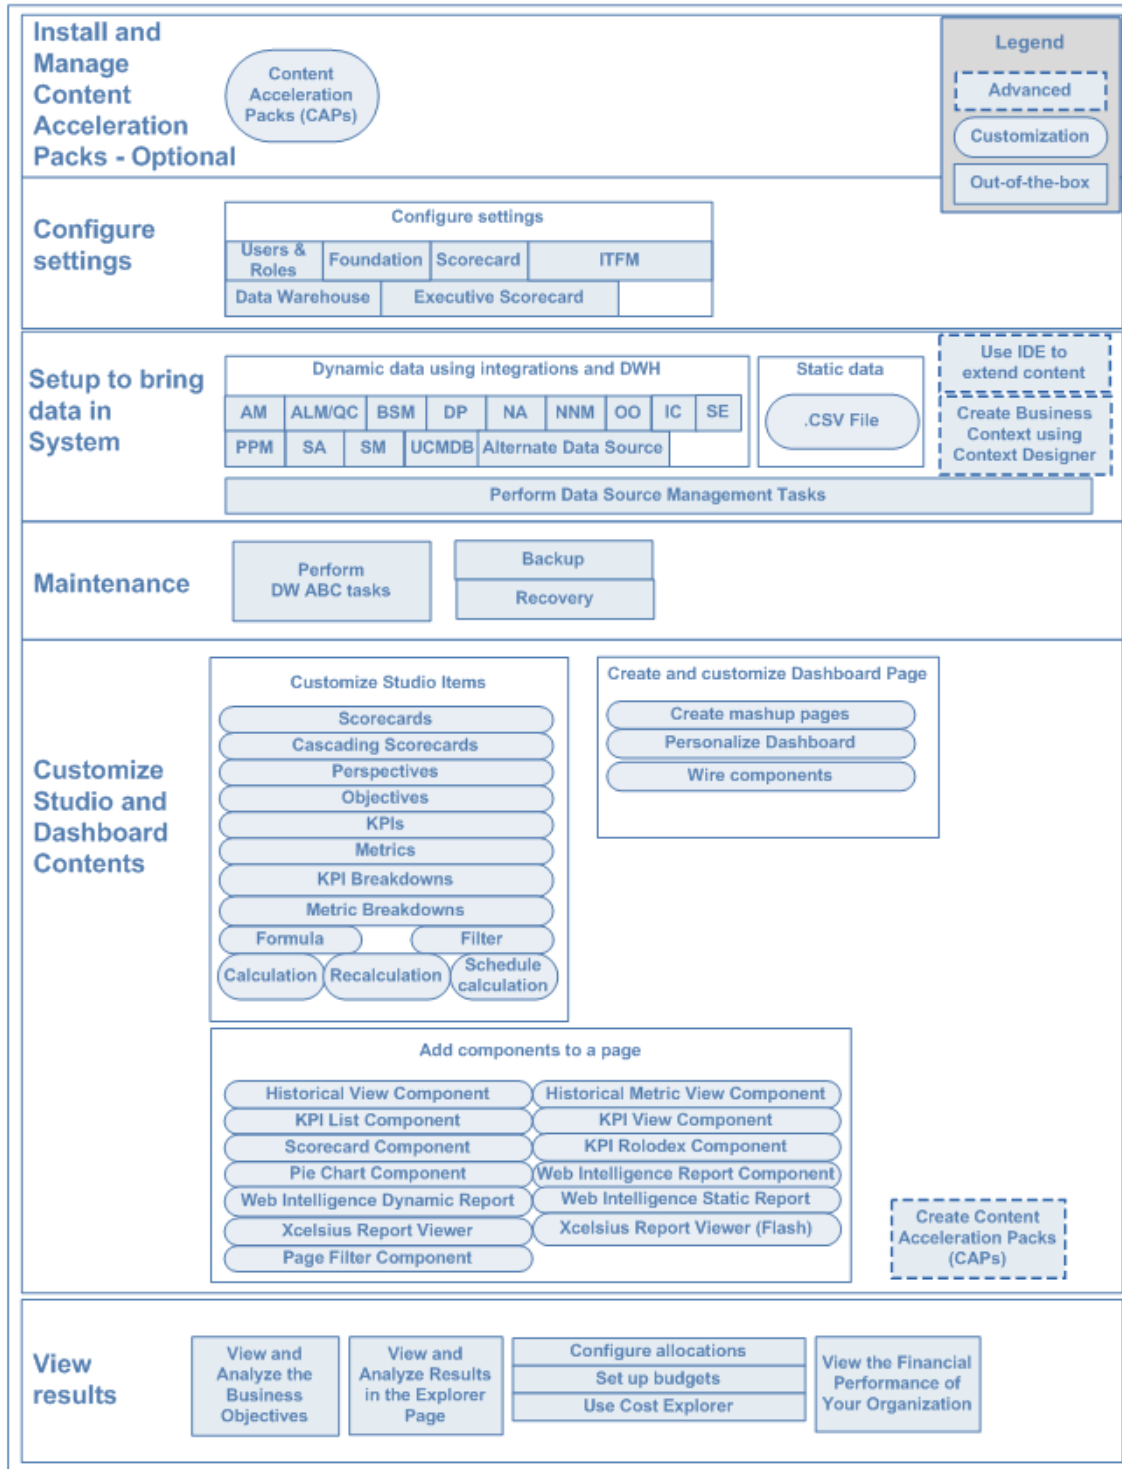 Install and
Manage
Content
Acceleration
Packs - Optional
Content
Acceleration
Packs (CAPs)
Legend
Advanced
Customization
Out-of-the-box
Configure
settings
Configure settings
Users &
Roles
Foundation
Scorecard
ITFM
Data Warehouse
Executive Scorecard
Setup to bring
data in
System
Dynamic data using integrations and DWH
AM
ALM/QC
BSM
DP
NA
NNM
OO
IC
SE
PPM
SA
SM
UCMDB
Alternate Data Source
Static data
.CSV File
Use IDE to
extend content
Create Business
Context using
Context Designer
Perform Data Source Management Tasks
Maintenance
Perform
DW ABC tasks
Backup
Recovery
Customize
Studio and
Dashboard
Contents
Customize Studio Items
Scorecards
Cascading Scorecards
Perspectives
Objectives
KPIs
Metrics
KPI Breakdowns
Metric Breakdowns
Formula
Filter
Calculation
Recalculation
Schedule
calculation
Create and customize Dashboard Page
Create mashup pages
Personalize Dashboard
Wire components
Add components to a page
Historical View Component
Historical Metric View Component
KPI List Component
KPI View Component
Scorecard Component
KPI Rolodex Component
Pie Chart Component
Web Intelligence Report Component
Web Intelligence Dynamic Report
Web Intelligence Static Report
Xcelsius Report Viewer
Xcelsius Report Viewer (Flash)
Page Filter Component
Create Content
Acceleration Packs
(CAPs)
View
results
View and
Analyze the
Business
Objectives
View and
Analyze Results
in the Explorer
Page
Configure allocations
Set up budgets
Use Cost Explorer
View the Financial
Performance of
Your Organization